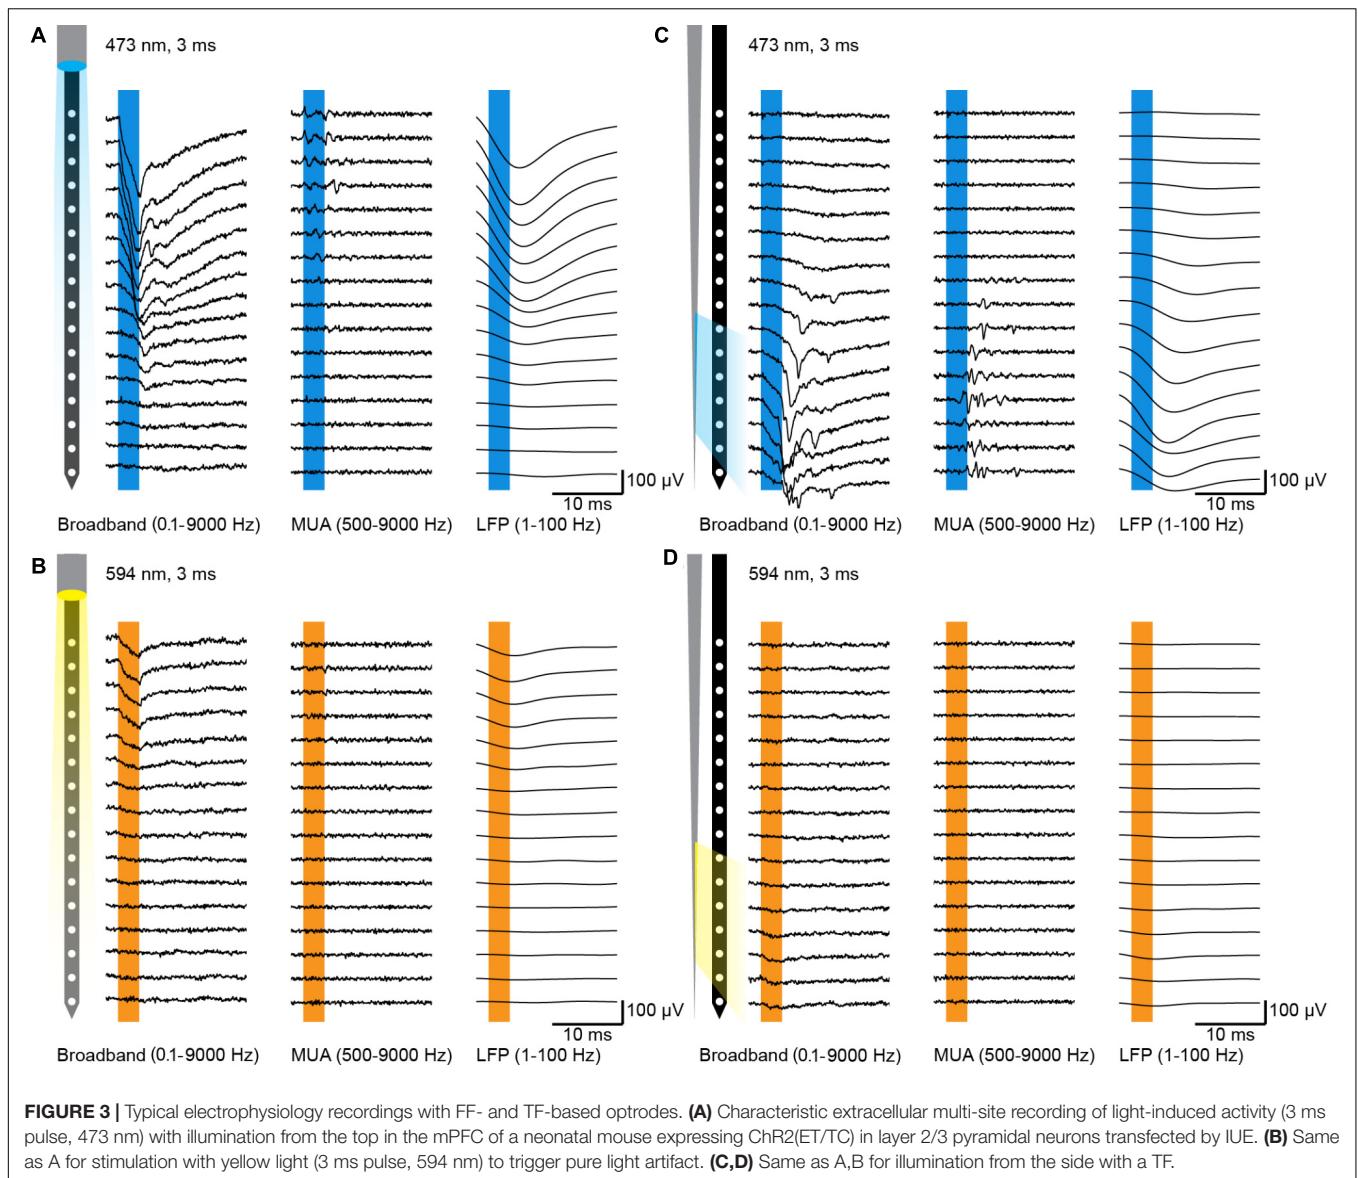 A
473 nm, 3 ms
100 µV
10 ms
Broadband (0.1-9000 Hz)
MUA (500-9000 Hz)
LFP (1-100 Hz)
C
473 nm, 3 ms
100 µV
10 ms
Broadband (0.1-9000 Hz)
MUA (500-9000 Hz)
LFP (1-100 Hz)
B
594 nm, 3 ms
100 µV
10 ms
Broadband (0.1-9000 Hz)
MUA (500-9000 Hz)
LFP (1-100 Hz)
D
594 nm, 3 ms
100 µV
10 ms
Broadband (0.1-9000 Hz)
MUA (500-9000 Hz)
LFP (1-100 Hz)
FIGURE 3 | Typical electrophysiology recordings with FF- and TF-based optrodes. (A) Characteristic extracellular multi-site recording of light-induced activity (3 ms
pulse, 473 nm) with illumination from the top in the mPFC of a neonatal mouse expressing ChR2(ET/TC) in layer 2/3 pyramidal neurons transfected by IUE. (B) Same
as A for stimulation with yellow light (3 ms pulse, 594 nm) to trigger pure light artifact. (C,D) Same as A,B for illumination from the side with a TF.